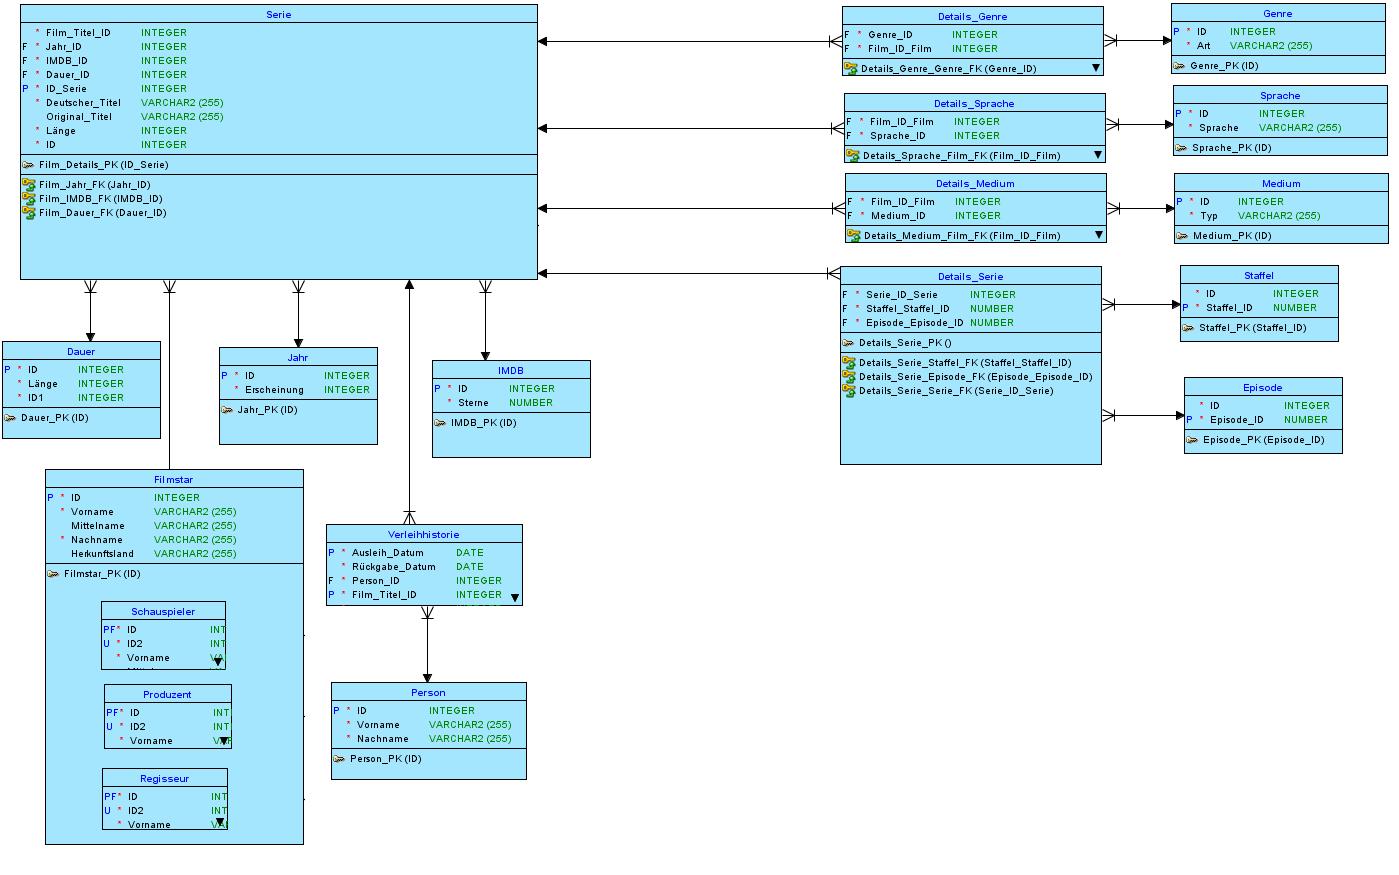 Serie
* Film_Titel_ID INTEGER
F * Jahr_ID INTEGER
F * IMDB_ID INTEGER
F * Dauer_ID INTEGER
P * ID_Serie INTEGER
* Deutscher_Titel VARCHAR2 (255)
Original_Titel VARCHAR2 (255)
* Länge INTEGER
* ID INTEGER
Film_Details_PK (ID_Serie)
Film_Jahr_FK (Jahr_ID)
Film_IMDB_FK (IMDB_ID)
Film_Dauer_FK (Dauer_ID)
Details_Genre
F * Genre_ID INTEGER
F * Film_ID_Film INTEGER
Details_Genre_Genre_FK (Genre_ID)
Genre
P * ID INTEGER
* Art VARCHAR2 (255)
Genre_PK (ID)
Details_Sprache
F * Film_ID_Film INTEGER
F * Sprache_ID INTEGER
Details_Sprache_Film_FK (Film_ID_Film)
Sprache
P * ID INTEGER
* Sprache VARCHAR2 (255)
Sprache_PK (ID)
Details_Medium
F * Film_ID_Film INTEGER
F * Medium_ID INTEGER
Details_Medium_Film_FK (Film_ID_Film)
Medium
P * ID INTEGER
* Typ VARCHAR2 (255)
Medium_PK (ID)
Details_Serie
F * Serie_ID_Serie INTEGER
F * Staffel_Staffel_ID NUMBER
F * Episode_Episode_ID NUMBER
Details_Serie_PK ()
Details_Serie_Staffel_FK (Staffel_Staffel_ID)
Details_Serie_Episode_FK (Episode_Episode_ID)
Details_Serie_Serie_FK (Serie_ID_Serie)
Staffel
* ID INTEGER
P * Staffel_ID NUMBER
Staffel_PK (Staffel_ID)
Episode
* ID INTEGER
P * Episode_ID NUMBER
Episode_PK (Episode_ID)
Dauer
P * ID INTEGER
* Länge INTEGER
* ID1 INTEGER
Dauer_PK (ID)
Jahr
P * ID INTEGER
* Erscheinung INTEGER
Jahr_PK (ID)
IMDB
P * ID INTEGER
* Sterne NUMBER
IMDB_PK (ID)
Filmstar
P * ID INTEGER
* Vorname VARCHAR2 (255)
Mittelname VARCHAR2 (255)
* Nachname VARCHAR2 (255)
Herkunftsland VARCHAR2 (255)
Filmstar_PK (ID)
Schauspieler
PF* ID INT
U * ID2 INT
* Vorname
Produzent
PF* ID INT
U * ID2 INT
* Vorname
Regisseur
PF* ID INT
U * ID2 INT
* Vorname
Verleihhistorie
P * Ausleih_Datum DATE
* Rückgabe_Datum DATE
F * Person_ID INTEGER
P * Film_Titel_ID INTEGER
Person
P * ID INTEGER
* Vorname VARCHAR2 (255)
* Nachname VARCHAR2 (255)
Person_PK (ID)